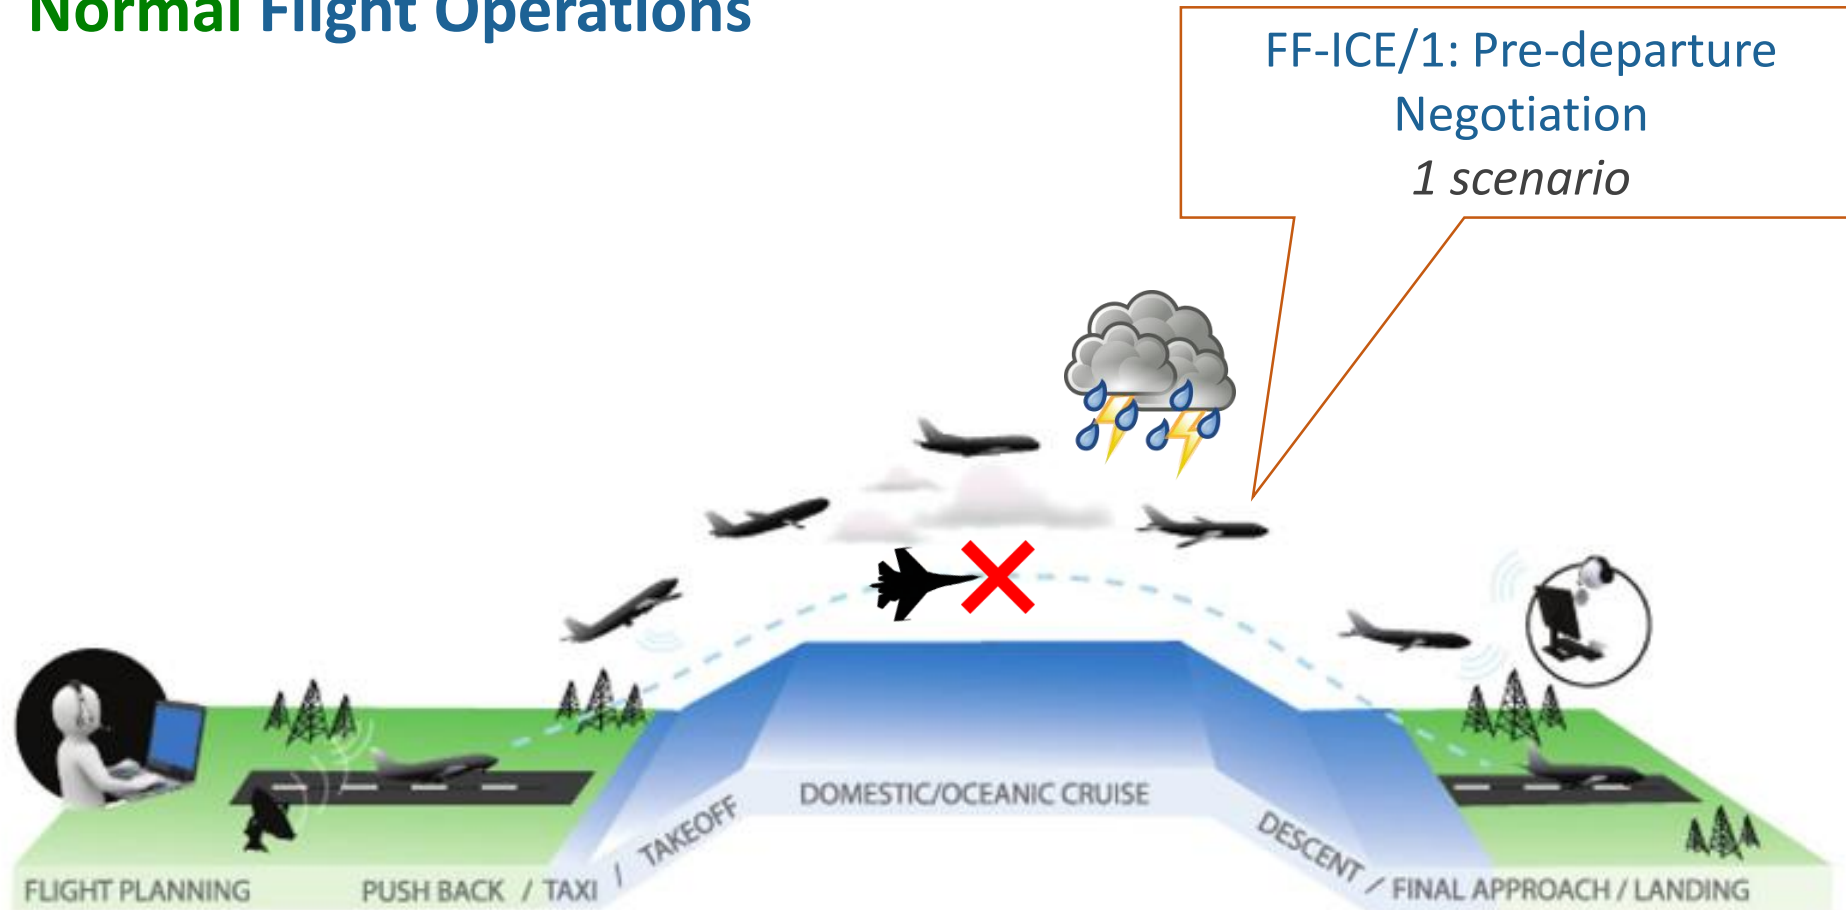 Normal Flight Operations
FF-ICE/1: Pre-departure
Negotiation
1 scenario
DOMESTIC/OCEANIC CRUISE
FLIGHT PLANNING
PUSH BACK / TAXI / TAKEOFF
DESCENT / FINAL APPROACH / LANDING